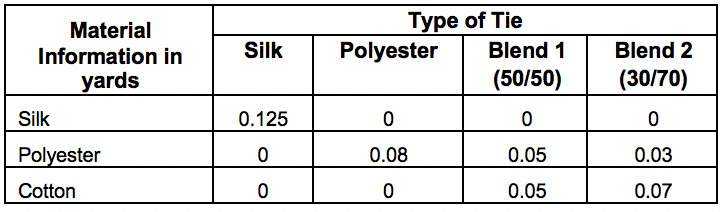 Material Information in yards
Type of Tie
Silk Polyester Blend 1 (50/50) Blend 2 (30/70)
Silk 0.125 0 0 0
Polyester 0 0.08 0.05 0.03
Cotton 0 0 0.05 0.07